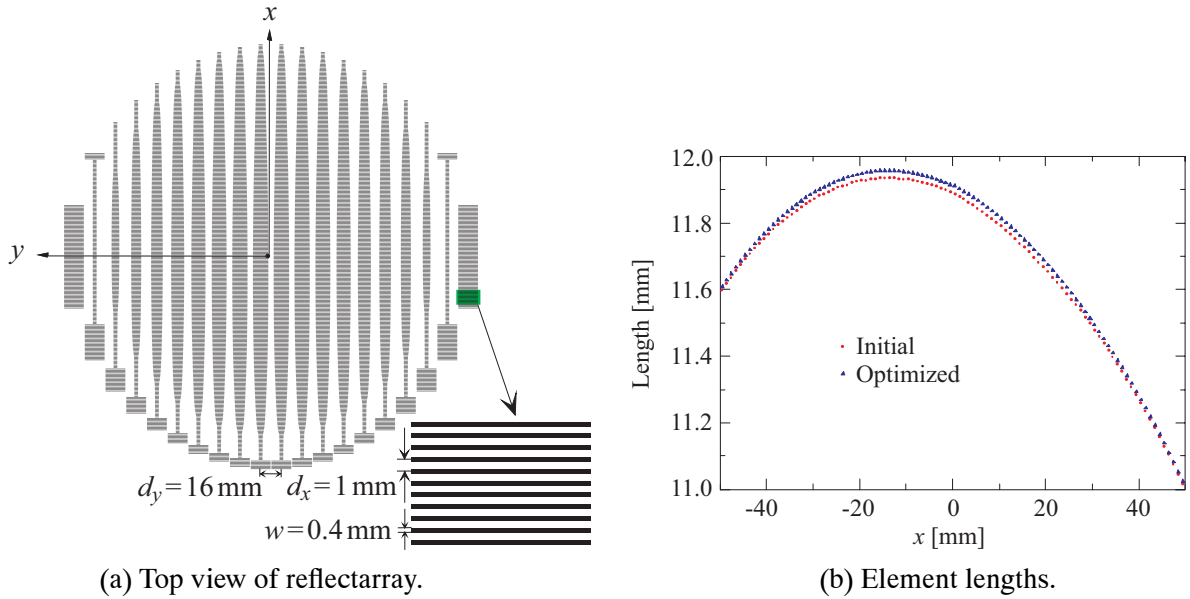 x
y
d_y = 16 mm
d_x = 1 mm
w = 0.4 mm
(a) Top view of reflectarray.
12.0
11.8
11.6
11.4
11.2
11.0
Length [mm]
Initial
Optimized
-40 -20 0 20 40
x [mm]
(b) Element lengths.